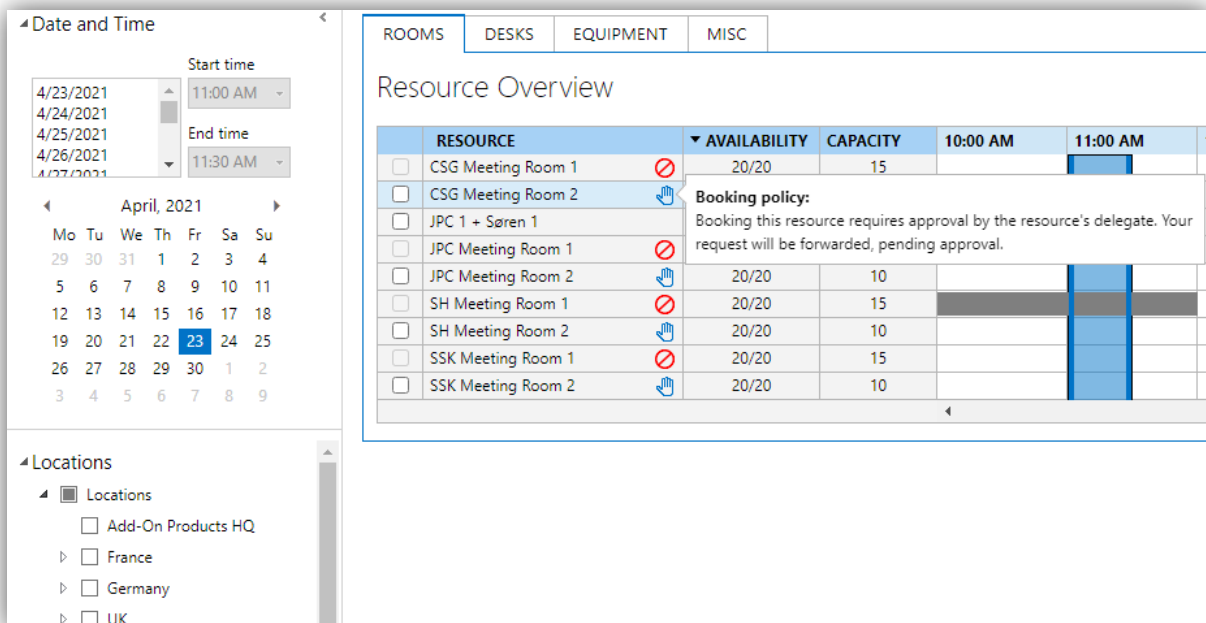 Date and Time
Start time
4/23/2021
4/24/2021
4/25/2021
4/26/2021
4/27/2021
11:00 AM
End time
11:30 AM
April, 2021
Mo Tu We Th Fr Sa Su
29 30 31 1 2 3 4
5 6 7 8 9 10 11
12 13 14 15 16 17 18
19 20 21 22 23 24 25
26 27 28 29 30 1 2
3 4 5 6 7 8 9
Locations
Locations
Add-On Products HQ
France
Germany
UK
ROOMS DESKS EQUIPMENT MISC
Resource Overview
RESOURCE AVAILABILITY CAPACITY 10:00 AM 11:00 AM
CSG Meeting Room 1 20/20 15
CSG Meeting Room 2
Booking policy:
Booking this resource requires approval by the resource's delegate. Your
request will be forwarded, pending approval.
JPC 1 + Søren 1
JPC Meeting Room 1
JPC Meeting Room 2 20/20 10
SH Meeting Room 1 20/20 15
SH Meeting Room 2 20/20 10
SSK Meeting Room 1 20/20 15
SSK Meeting Room 2 20/20 10